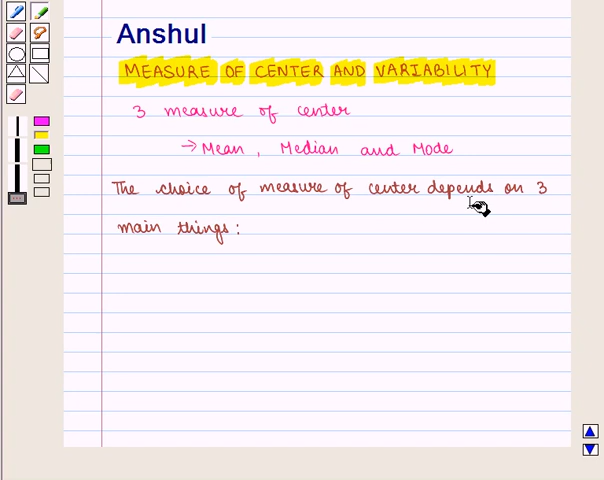 Anshul
MEASURE OF CENTER AND VARIABILITY
3 measure of center
→ Mean, Median and Mode
The choice of measure of center depends on 3
main things: